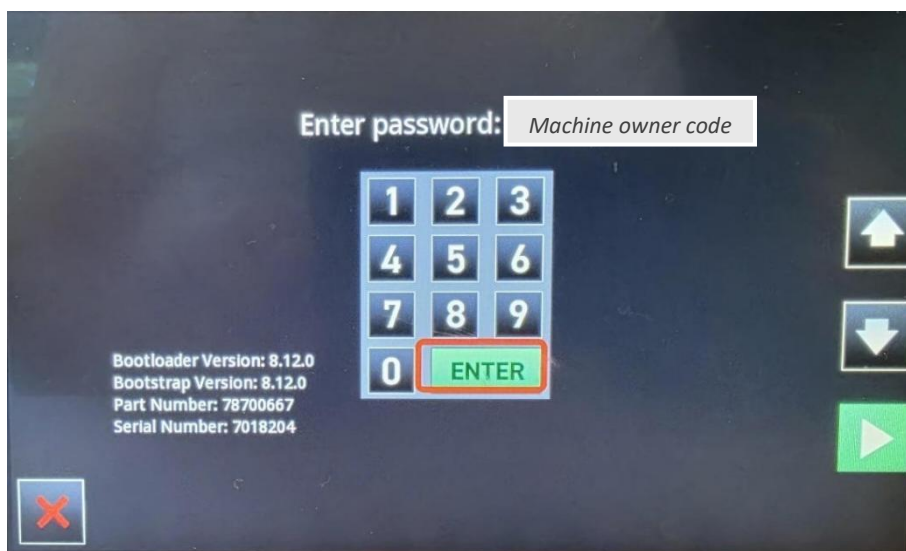 Enter password: Machine owner code
1 2 3
4 5 6
7 8 9
0 ENTER
Bootloader Version: 8.12.0
Bootstrap Version: 8.12.0
Part Number: 78700667
Serial Number: 7018204